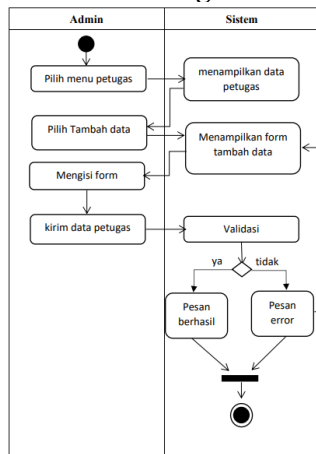 Admin
Sistem
Pilih menu petugas
menampilkan data
petugas
Pilih Tambah data
Menampilkan form
tambah data
Mengisi form
kirim data petugas
Validasi
ya
tidak
Pesan
berhasil
Pesan
error